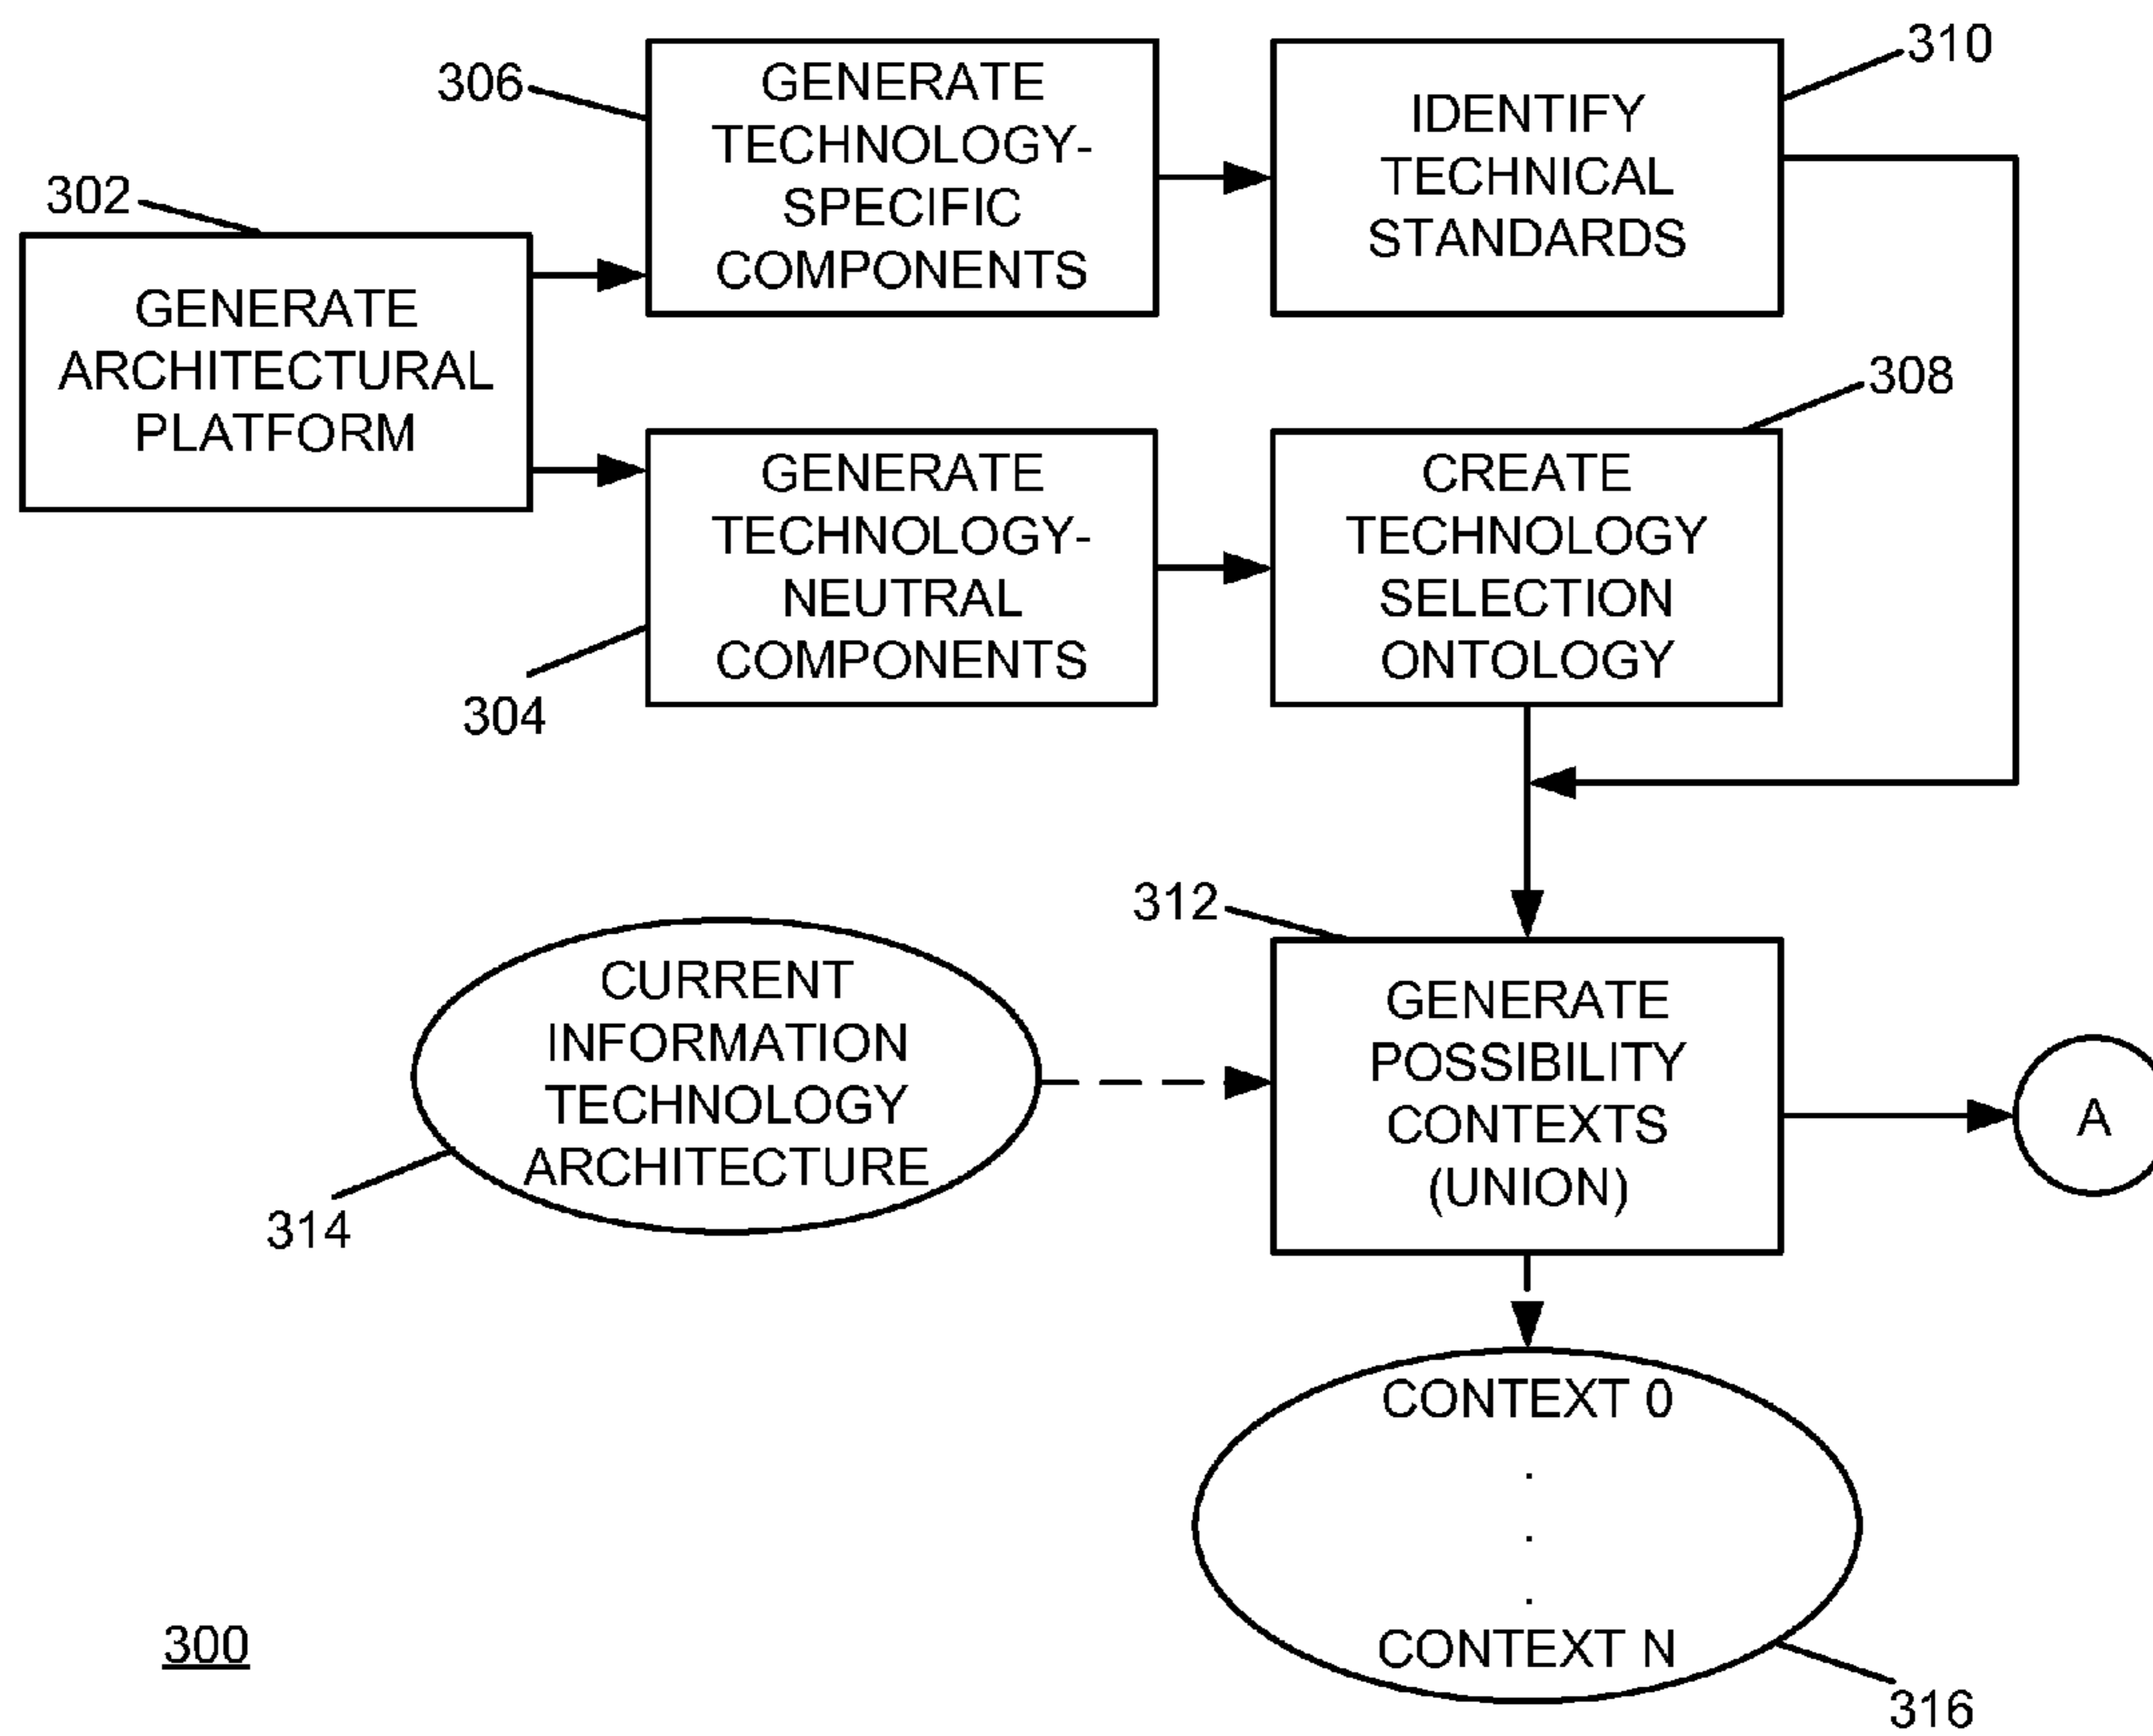 310
306
GENERATE
TECHNOLOGY-
SPECIFIC
COMPONENTS
IDENTIFY
TECHNICAL
STANDARDS
302
GENERATE
ARCHITECTURAL
PLATFORM
308
GENERATE
TECHNOLOGY-
NEUTRAL
COMPONENTS
304
CREATE
TECHNOLOGY
SELECTION
ONTOLOGY
312
CURRENT
INFORMATION
TECHNOLOGY
ARCHITECTURE
314
GENERATE
POSSIBILITY
CONTEXTS
(UNION)
A
CONTEXT 0
.
.
.
CONTEXT N
316
300